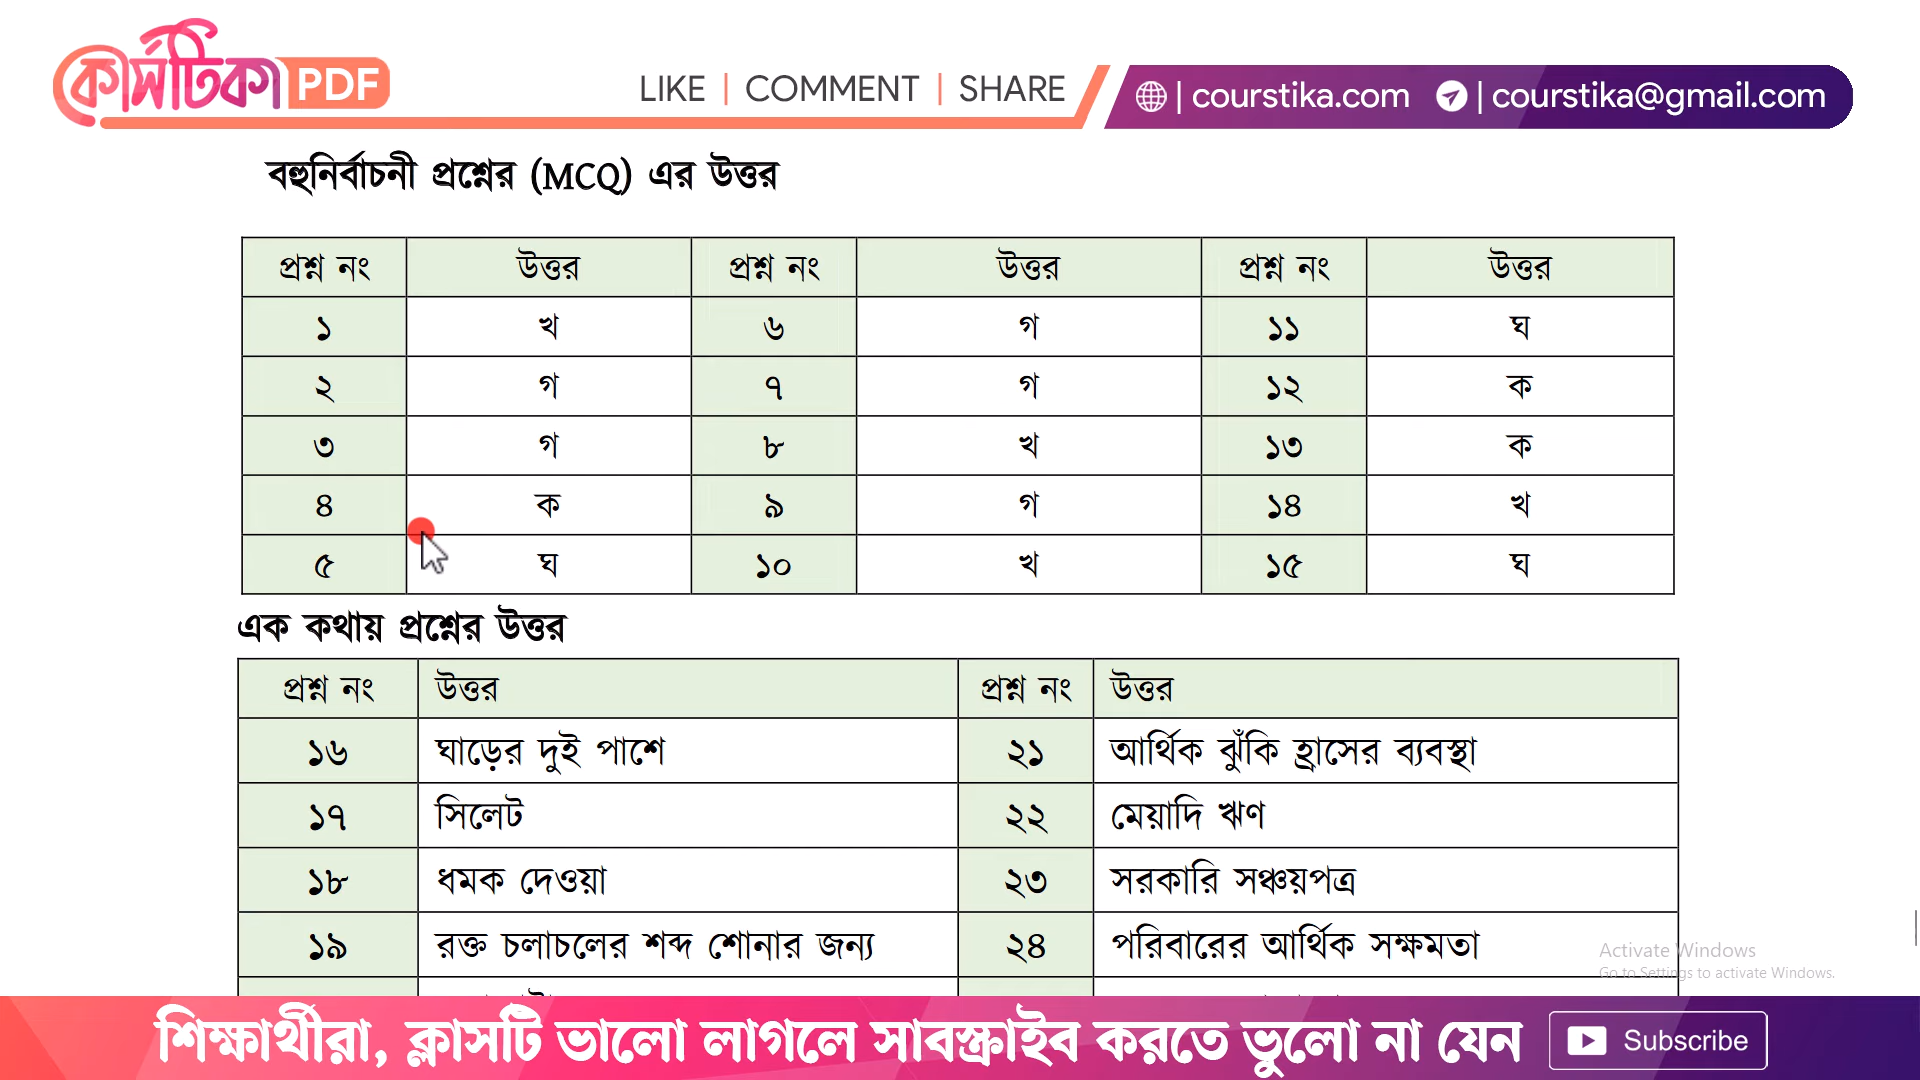 কোর্সটিকা PDF
LIKE | COMMENT | SHARE
| courstika.com | courstika@gmail.com
বহুনির্বাচনী প্রশ্নের (MCQ) এর উত্তর
প্রশ্ন নং উত্তর প্রশ্ন নং উত্তর প্রশ্ন নং উত্তর
১ খ ৬ গ ১১ ঘ
২ গ ৭ গ ১২ ক
৩ গ ৮ খ ১৩ ক
৪ ক ৯ গ ১৪ খ
৫ ঘ ১০ খ ১৫ ঘ
এক কথায় প্রশ্নের উত্তর
প্রশ্ন নং উত্তর প্রশ্ন নং উত্তর
১৬ ঘাড়ের দুই পাশে ২১ আর্থিক ঝুঁকি হ্রাসের ব্যবস্থা
১৭ সিলেট ২২ মেয়াদি ঋণ
১৮ ধমক দেওয়া ২৩ সরকারি সঞ্চয়পত্র
১৯ রক্ত চলাচলের শব্দ শোনার জন্য ২৪ পরিবারের আর্থিক সক্ষমতা
Activate Windows
Go to Settings to activate Windows.
শিক্ষার্থীরা, ক্লাসটি ভালো লাগলে সাবস্ক্রাইব করতে ভুলো না যেন Subscribe